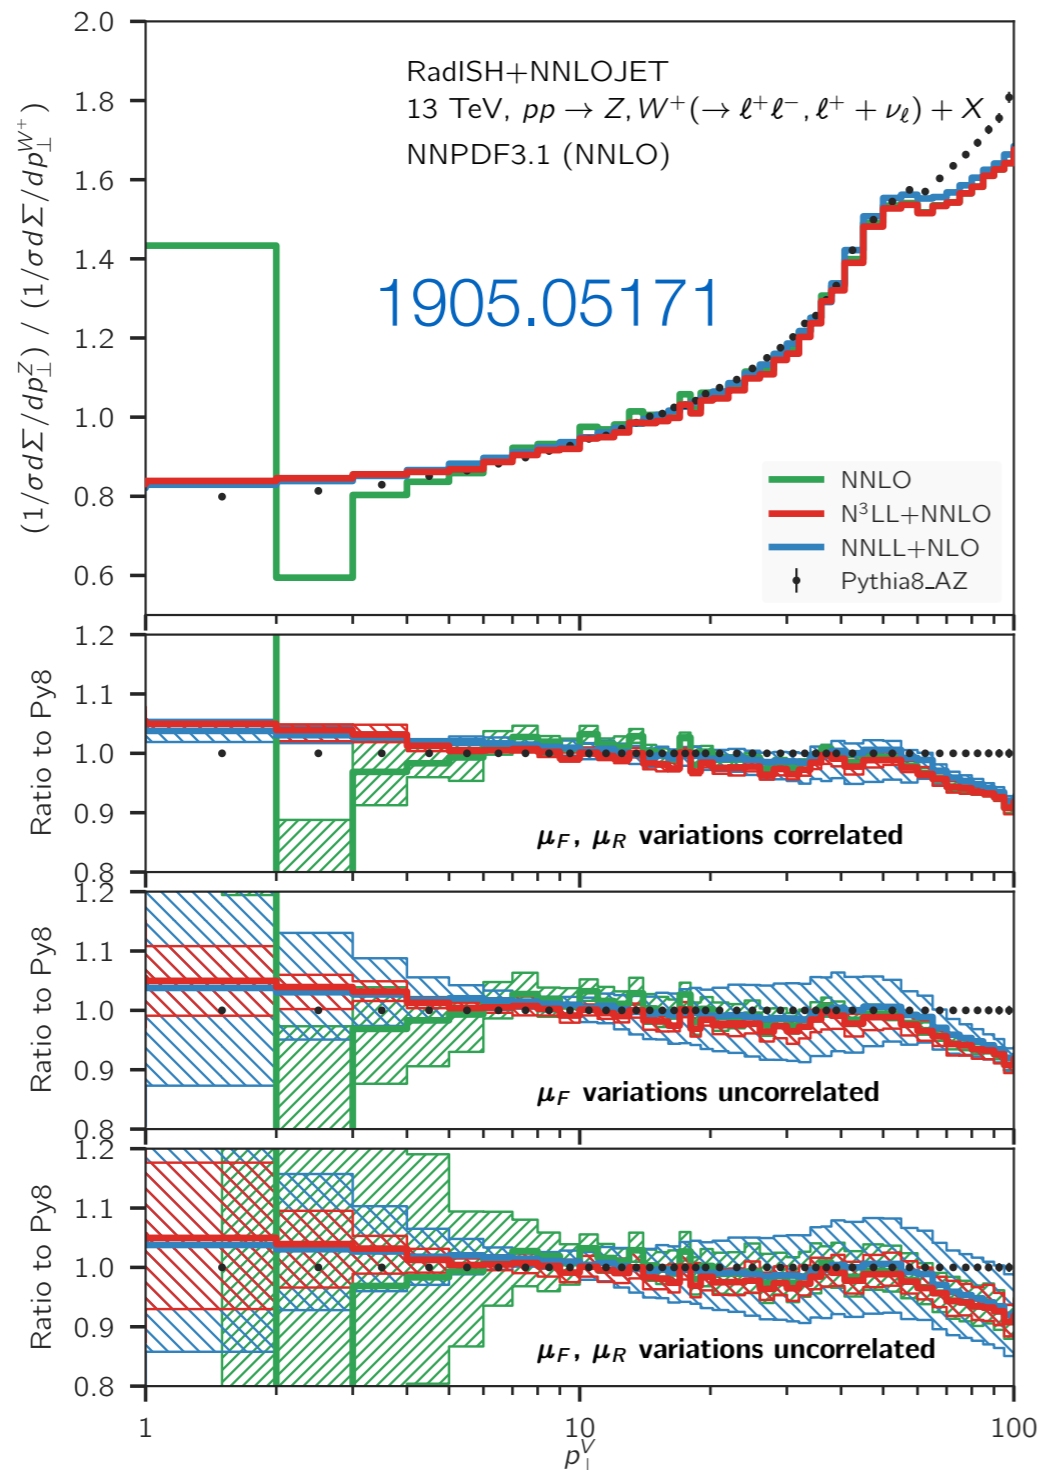 2.0
1.8
1.6
1.4
1.2
1.0
0.8
0.6
(1/σdΣ/dp⊥^Z) / (1/σdΣ/dp⊥^{W⁺})
RadISH+NNLOJET
13 TeV, pp → Z, W⁺(→ ℓ⁺ℓ⁻, ℓ⁺ + νℓ) + X
NNPDF3.1 (NNLO)
1905.05171
NNLO
N³LL+NNLO
NNLL+NLO
Pythia8_AZ
1.2
1.1
1.0
0.9
0.8
Ratio to Py8
μF, μR variations correlated
1.2
1.1
1.0
0.9
0.8
Ratio to Py8
μF variations uncorrelated
1.2
1.1
1.0
0.9
0.8
Ratio to Py8
μF, μR variations uncorrelated
1 10 100
p⊥^V